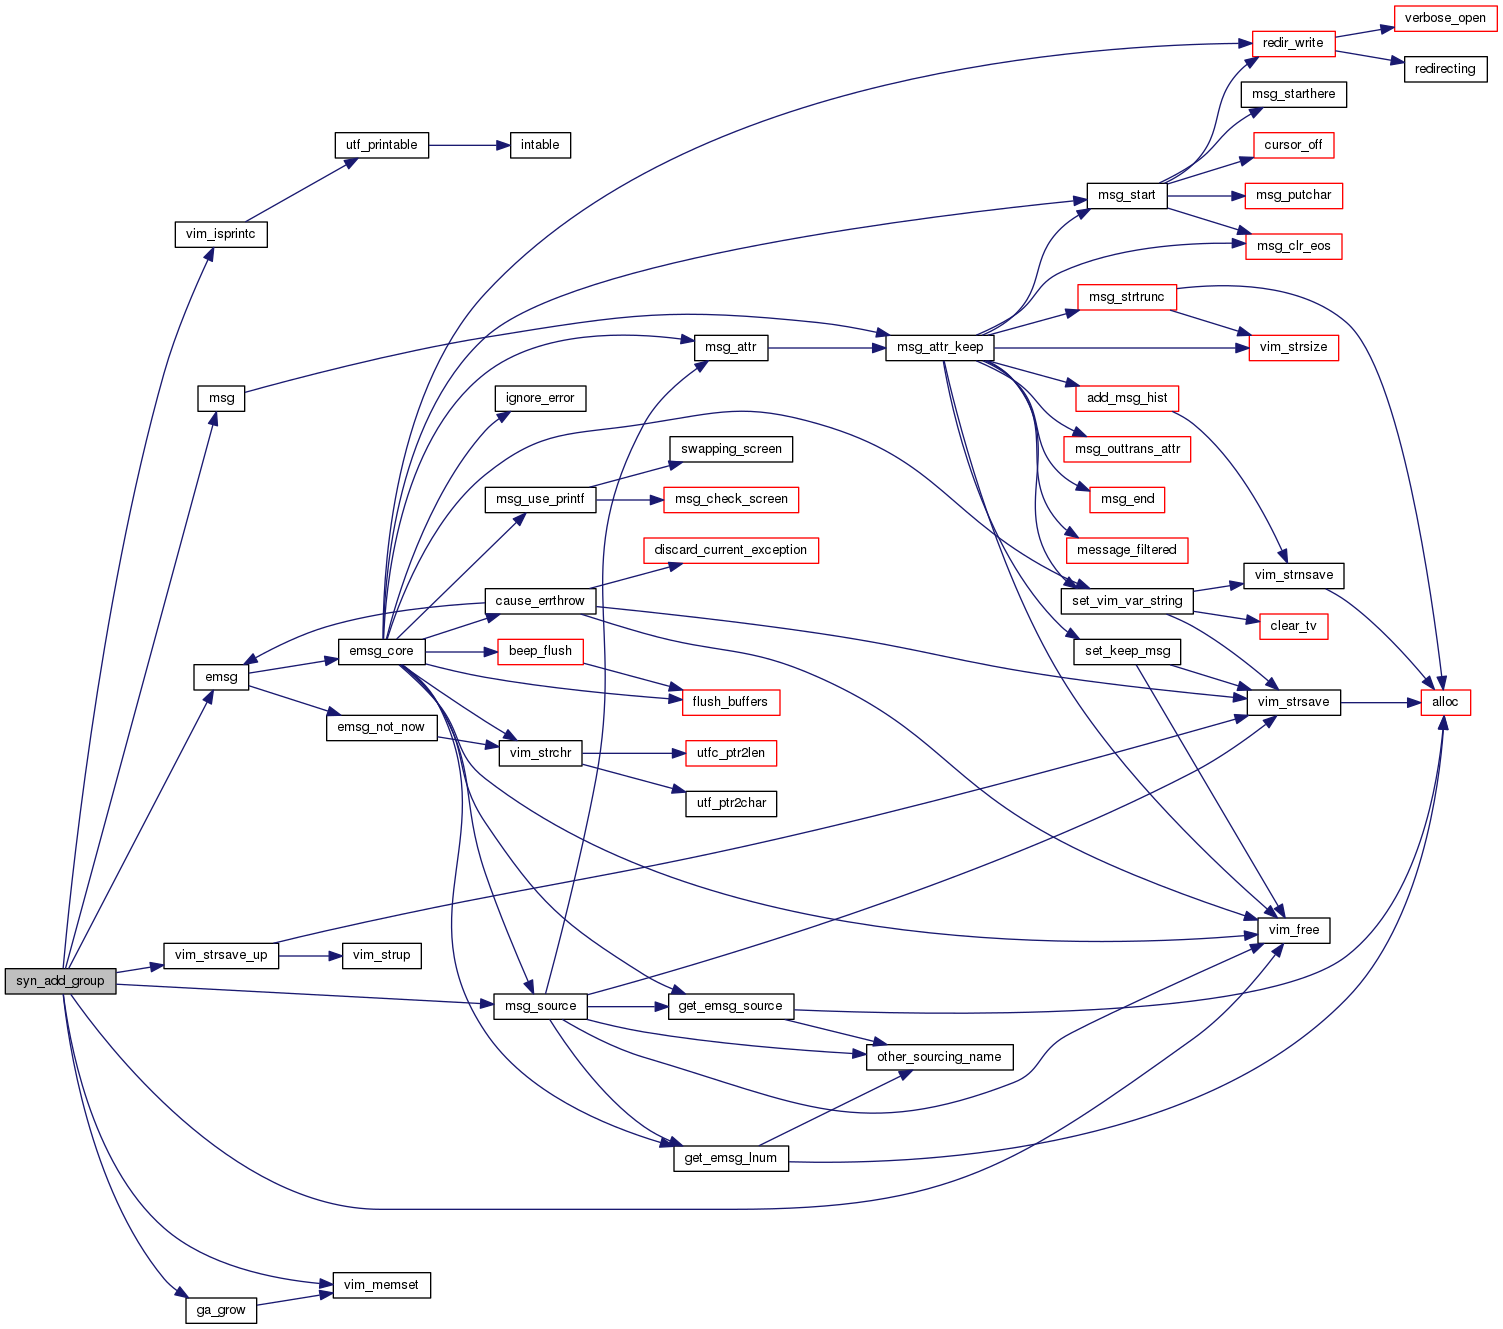 verbose_open
redir_write
redirecting
msg_starthere
utf_printable
intable
cursor_off
msg_start
msg_putchar
vim_isprintc
msg_clr_eos
msg_strtrunc
msg_attr
msg_attr_keep
vim_strsize
msg
ignore_error
add_msg_hist
swapping_screen
msg_outtrans_attr
msg_use_printf
msg_check_screen
msg_end
discard_current_exception
message_filtered
vim_strnsave
cause_errthrow
set_vim_var_string
clear_tv
emsg_core
beep_flush
set_keep_msg
emsg
flush_buffers
vim_strsave
alloc
emsg_not_now
vim_strchr
utfc_ptr2len
utf_ptr2char
vim_free
vim_strsave_up
vim_strup
syn_add_group
msg_source
get_emsg_source
other_sourcing_name
get_emsg_lnum
vim_memset
ga_grow